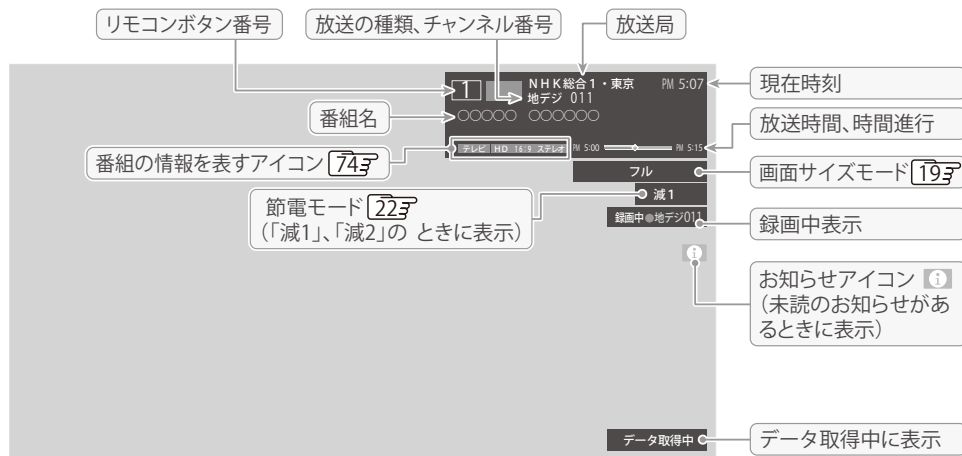 リモコンボタン番号
放送の種類、チャンネル番号
放送局
1
NHK総合1・東京
PM 5:07
現在時刻
地デジ 011
番組名
○○○○○ ○○○○○○
放送時間、時間進行
番組の情報を表すアイコン 74
テレビ HD 16:9 ステレオ PM 5:00 PM 5:15
フル
画面サイズモード 19
節電モード 22
(「減1」、「減2」の ときに表示)
減1
録画中●地デジ011
録画中表示
お知らせアイコン
(未読のお知らせがあ
るときに表示)
データ取得中
データ取得中に表示